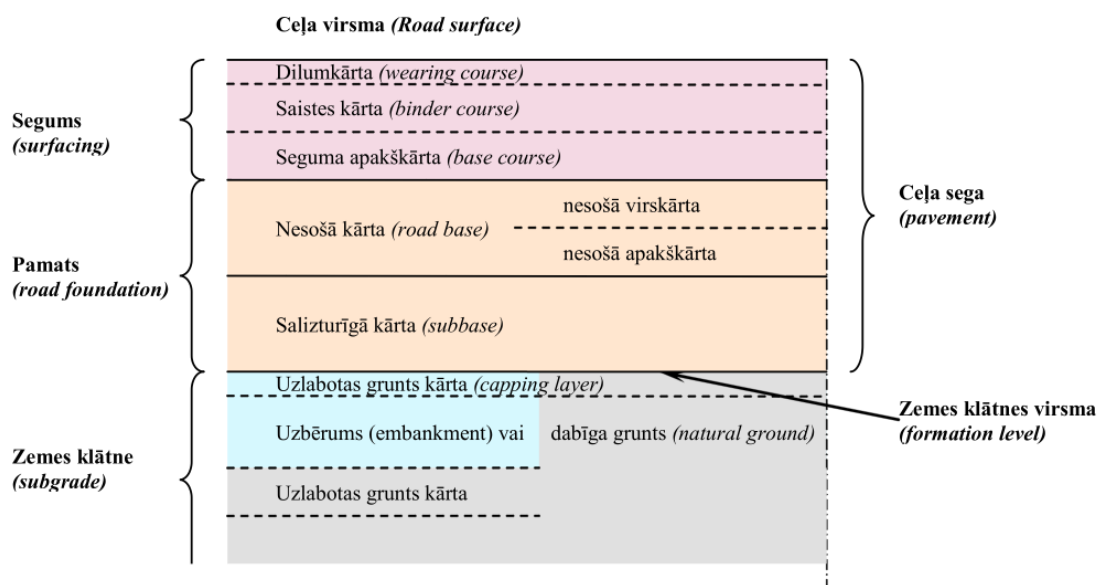 Ceļa virsma (Road surface)
Dilumkārta (wearing course)
Saistes kārta (binder course)
Seguma apakškārta (base course)
Segums
(surfacing)
Nesošā kārta (road base)
nesošā virskārta
nesošā apakškārta
Ceļa sega
(pavement)
Pamats
(road foundation)
Salizturīgā kārta (subbase)
Uzlabotas grunts kārta (capping layer)
Uzbērums (embankment) vai
dabīga grunts (natural ground)
Zemes klātnes virsma
(formation level)
Zemes klātne
(subgrade)
Uzlabotas grunts kārta